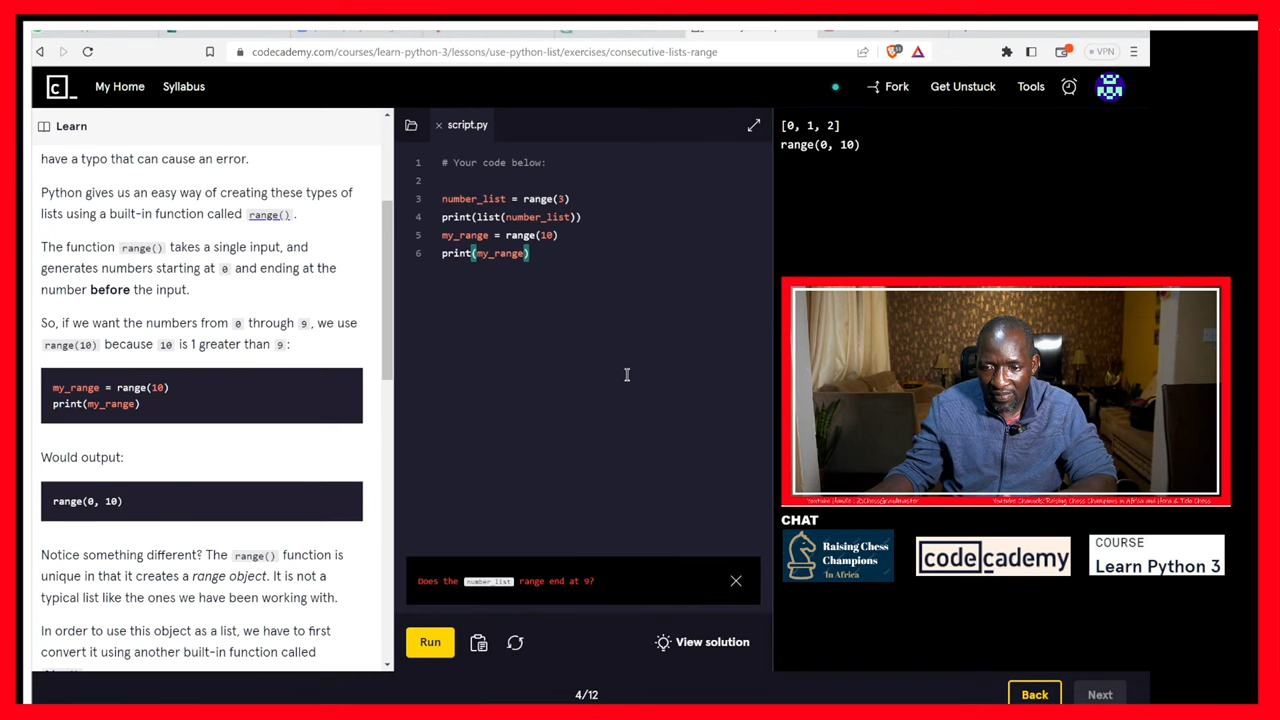 codecademy.com/courses/learn-python-3/lessons/use-python-list/exercises/consecutive-lists-range
VPN
My Home
Syllabus
Fork
Get Unstuck
Tools
Learn
have a typo that can cause an error.
Python gives us an easy way of creating these types of
lists using a built-in function called range() .
The function range() takes a single input, and
generates numbers starting at 0 and ending at the
number before the input.
So, if we want the numbers from 0 through 9 , we use
range(10) because 10 is 1 greater than 9 :
my_range = range(10)
print(my_range)
Would output:
range(0, 10)
Notice something different? The range() function is
unique in that it creates a range object. It is not a
typical list like the ones we have been working with.
In order to use this object as a list, we have to first
convert it using another built-in function called
script.py
1 # Your code below:
2
3 number_list = range(3)
4 print(list(number_list))
5 my_range = range(10)
6 print(my_range)
Does the number_list range end at 9?
Run
View solution
4/12
Back
Next
[0, 1, 2]
range(0, 10)
CHAT
Raising Chess
Champions
In Africa
codecademy
COURSE
Learn Python 3